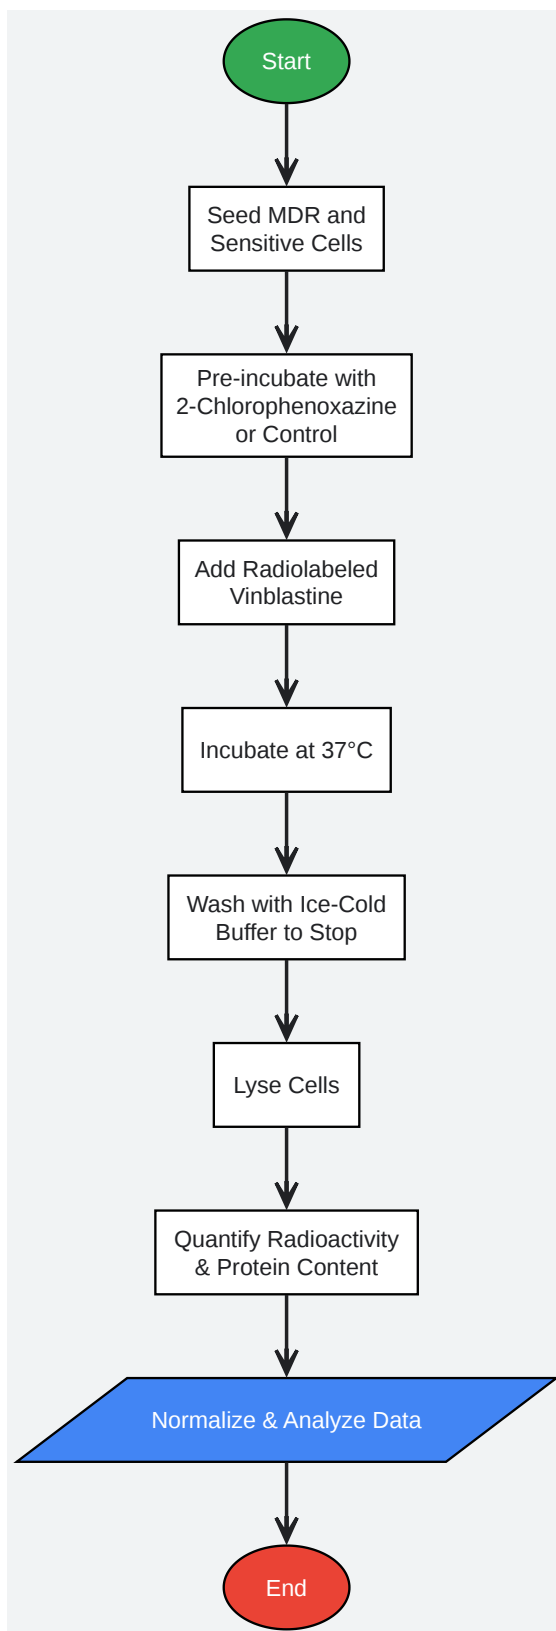 Start
Seed MDR and
Sensitive Cells
Pre-incubate with
2-Chlorophenoxazine
or Control
Add Radiolabeled
Vinblastine
Incubate at 37°C
Wash with Ice-Cold
Buffer to Stop
Lyse Cells
Quantify Radioactivity
& Protein Content
Normalize & Analyze Data
End